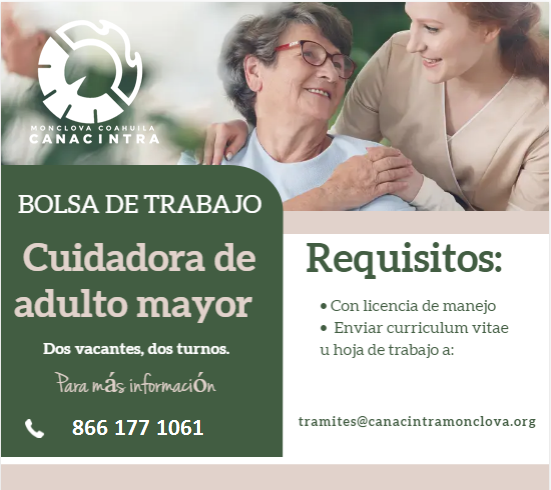 MONCLOVA COAHUILA
CANACINTRA
BOLSA DE TRABAJO
Cuidadora de
adulto mayor
Dos vacantes, dos turnos.
Para más información
866 177 1061
Requisitos:
• Con licencia de manejo
• Enviar curriculum vitae
u hoja de trabajo a:
tramites@canacintramonclova.org